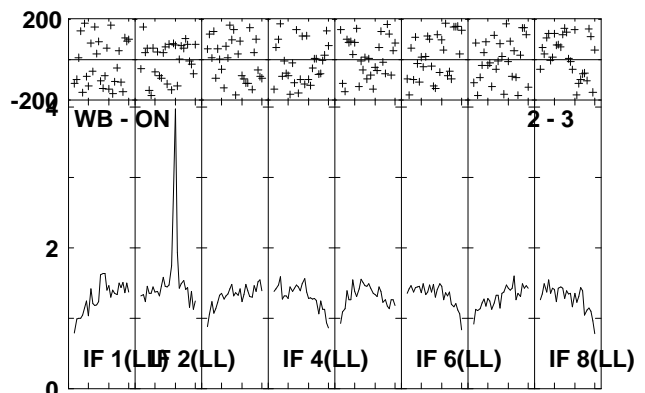 200
-200
4
WB - ON 2 - 3
2
IF 1(LL) IF 2(LL) IF 4(LL) IF 6(LL) IF 8(LL)
0